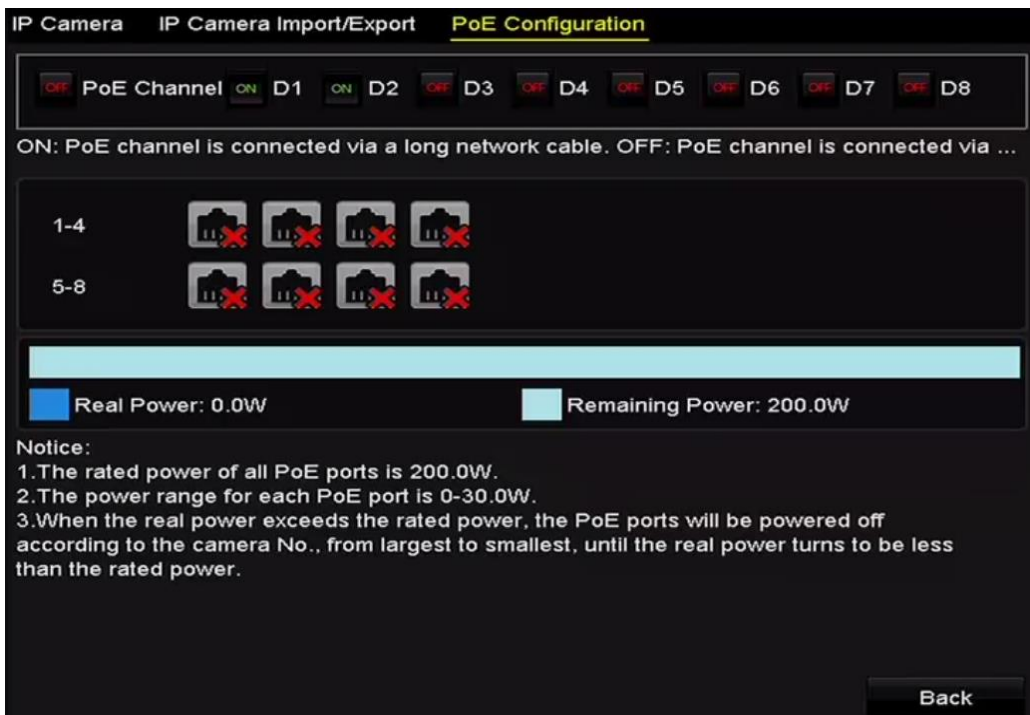 IP Camera IP Camera Import/Export PoE Configuration
OFF PoE Channel ON D1 ON D2 OFF D3 OFF D4 OFF D5 OFF D6 OFF D7 OFF D8
ON: PoE channel is connected via a long network cable. OFF: PoE channel is connected via ...
1-4
5-8
Real Power: 0.0W Remaining Power: 200.0W
Notice:
1.The rated power of all PoE ports is 200.0W.
2.The power range for each PoE port is 0-30.0W.
3.When the real power exceeds the rated power, the PoE ports will be powered off
according to the camera No., from largest to smallest, until the real power turns to be less
than the rated power.
Back